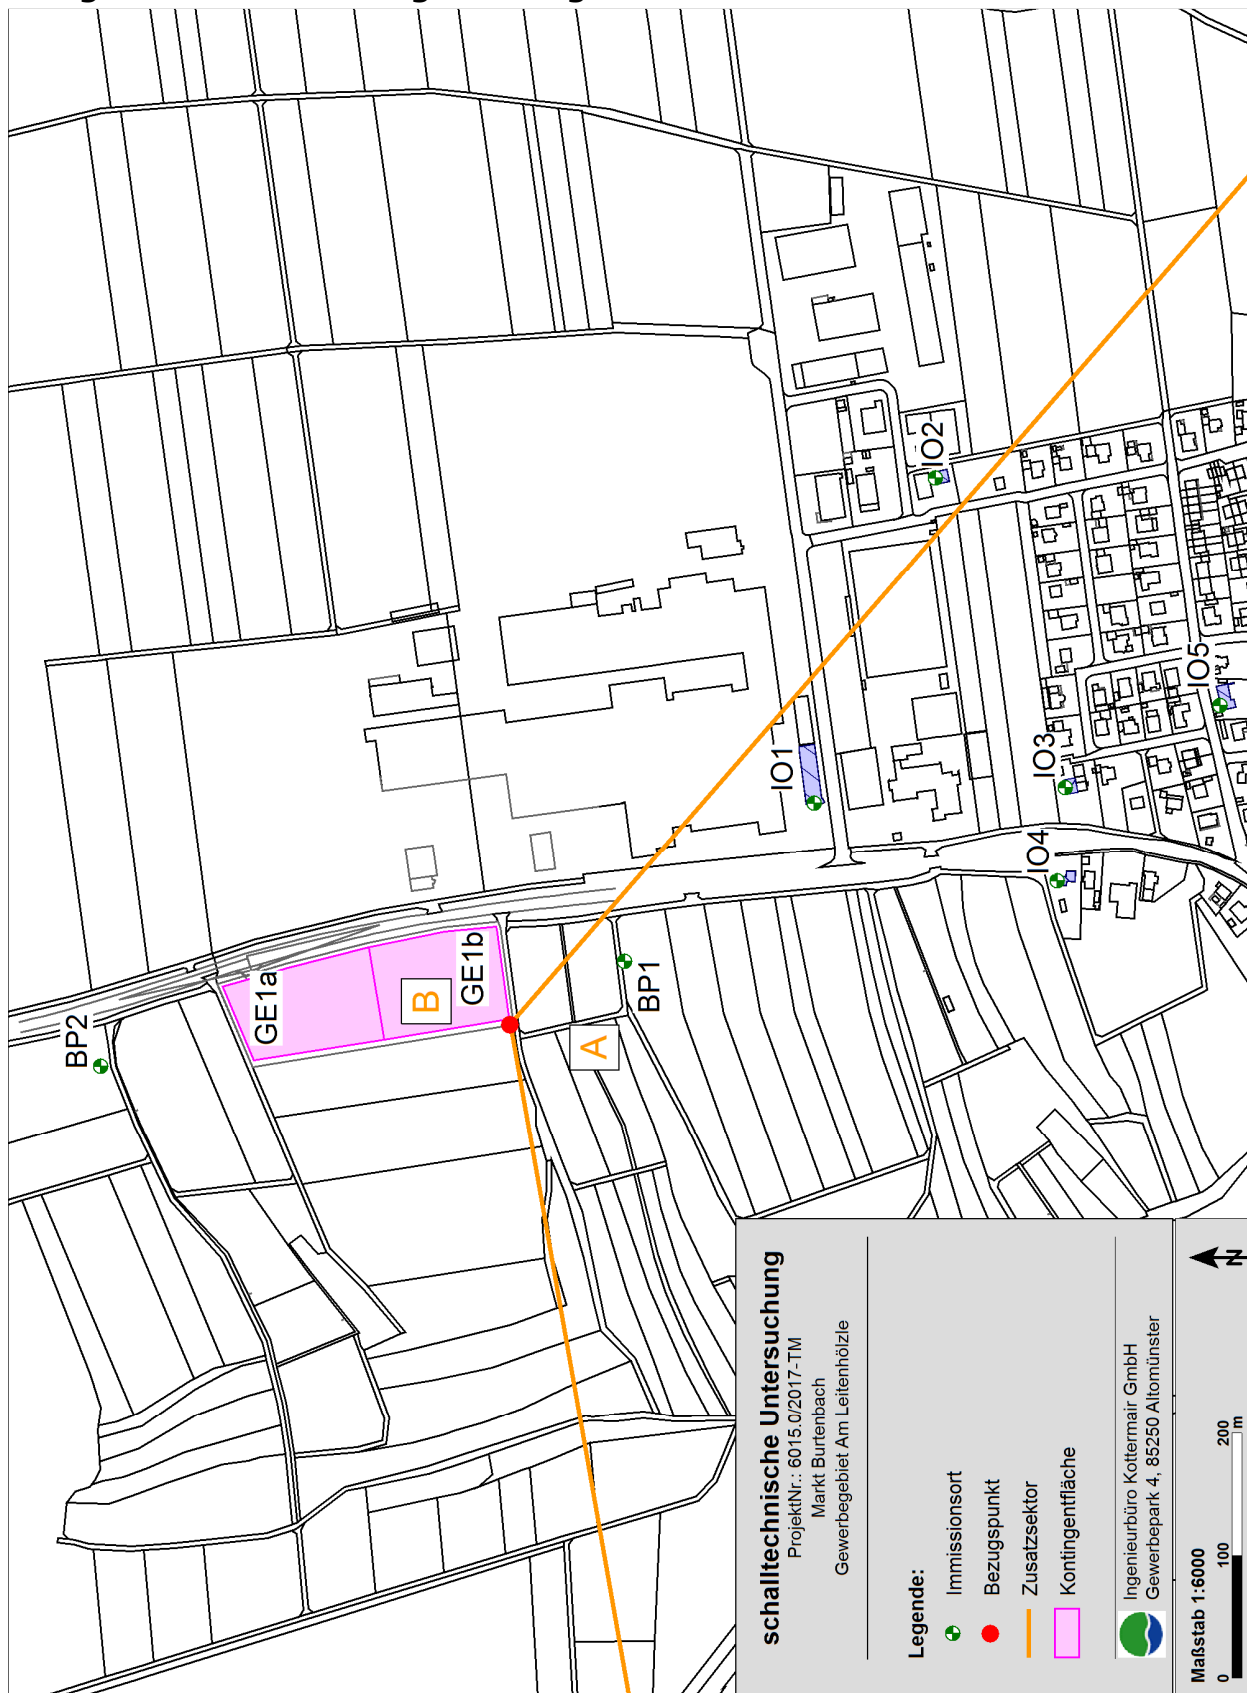 BP2
GE1a
B
GE1b
A
BP1
IO1
IO2
IO3
IO4
IO5
schalltechnische Untersuchung
ProjektNr.: 6015.0/2017-TM
Markt Burtenbach
Gewerbegebiet Am Leitenhölzle
Legende:
Immissionsort
Bezugspunkt
Zusatzsektor
Kontingentfläche
Ingenieurbüro Kottermair GmbH
Gewerbepark 4, 85250 Altomünster
Maßstab 1:6000
0 100 200
m
N